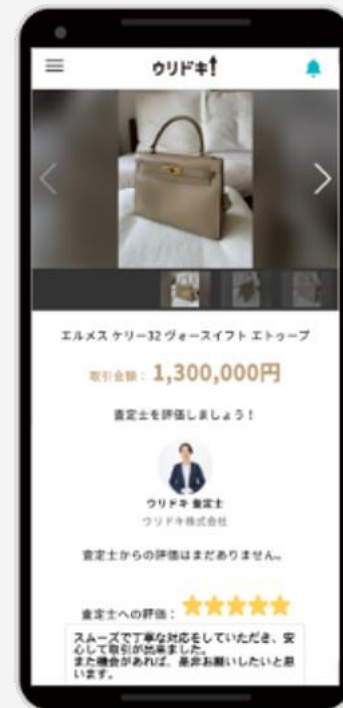 ウリドキ
エルメス ケリー32 ヴォースイフト エトゥープ
取引金額： 1,300,000円
査定士を評価しましょう！
ウリドキ 査定士
ウリドキ株式会社
査定士からの評価はまだありません。
査定士への評価：
スムーズで丁寧な対応をしていただき、安
心して取引が出来ました。
また機会があれば、是非お願いしたいと思
います。